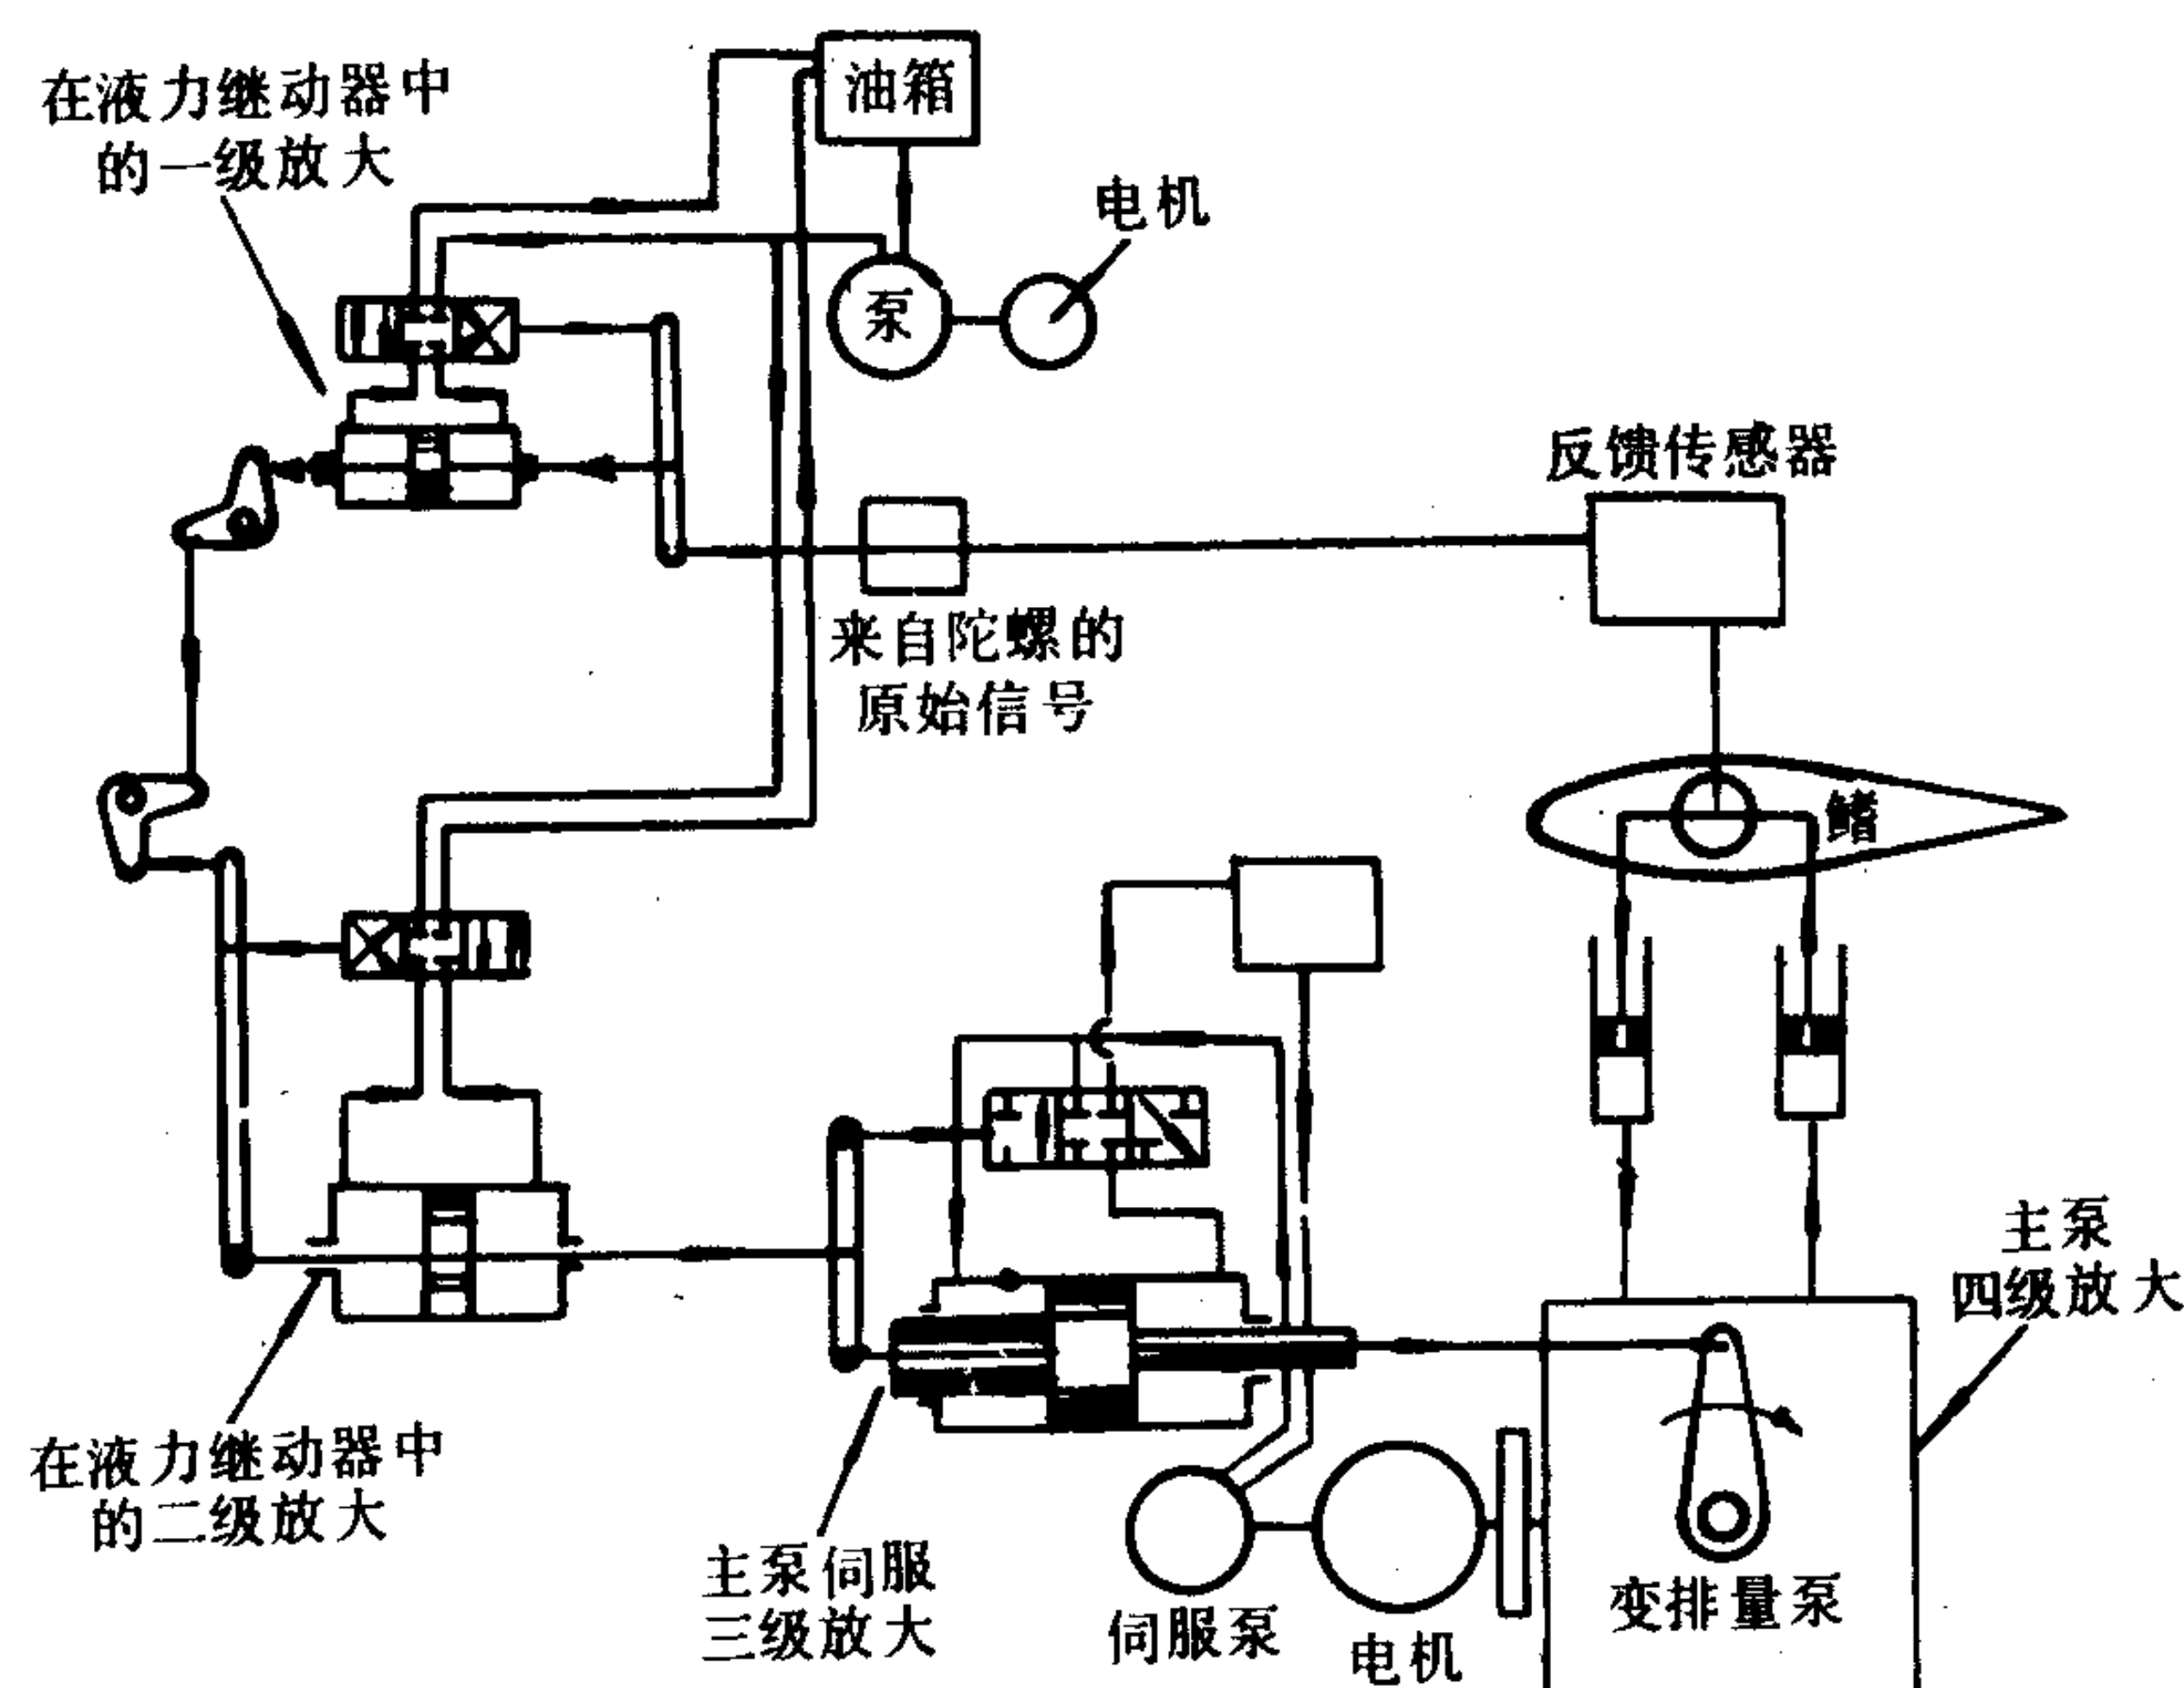 油箱
在液力继动器中
的一级放大
电机
泵
反馈传感器
来自陀螺的
原始信号
鳍
主泵
四级放大
在液力继动器中
的二级放大
主泵伺服
三级放大
伺服泵
电机
变排量泵